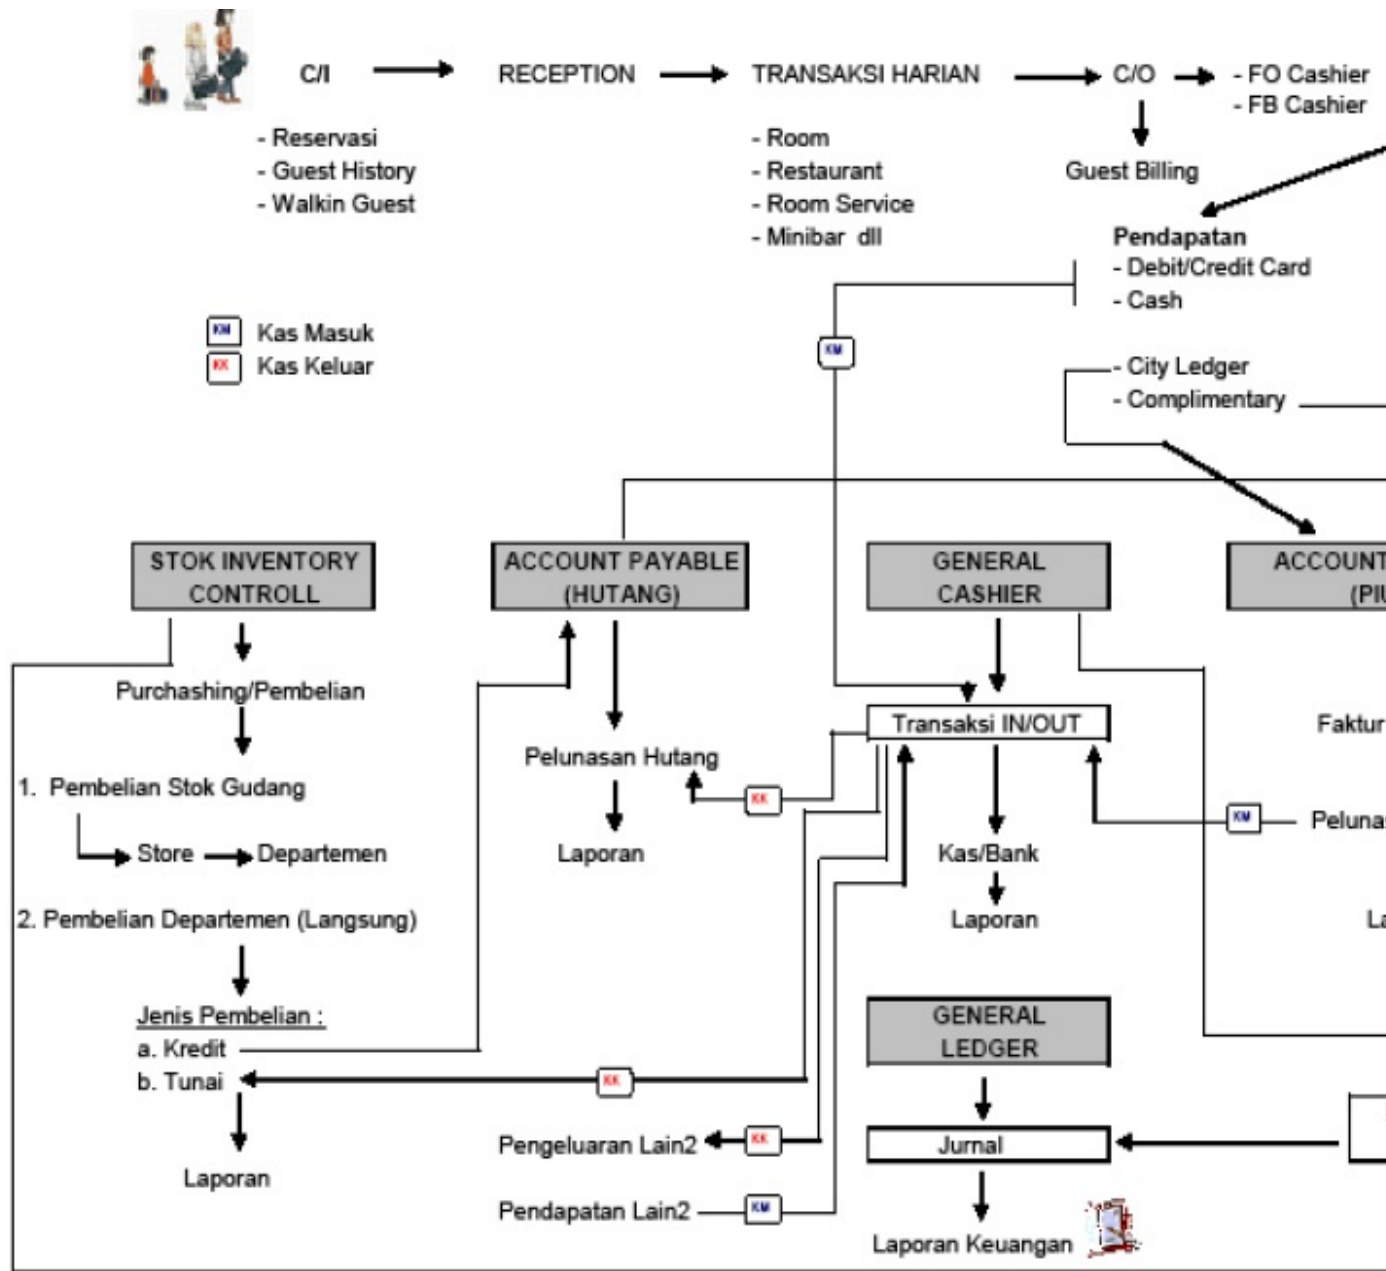 C/I
RECEPTION
TRANSAKSI HARIAN
C/O
- FO Cashier
- FB Cashier
- Reservasi
- Guest History
- Walkin Guest
- Room
- Restaurant
- Room Service
- Minibar dll
Guest Billing
Pendapatan
- Debit/Credit Card
- Cash
- City Ledger
- Complimentary
KM Kas Masuk
KK Kas Keluar
KM
STOK INVENTORY
CONTROLL
ACCOUNT PAYABLE
(HUTANG)
GENERAL
CASHIER
ACCOUNT
(PIU
Purchashing/Pembelian
1. Pembelian Stok Gudang
Store
Departemen
2. Pembelian Departemen (Langsung)
Jenis Pembelian :
a. Kredit
b. Tunai
Laporan
Pelunasan Hutang
Laporan
KK
Transaksi IN/OUT
Kas/Bank
Laporan
Faktur
KM
Peluna
La
KK
Pengeluaran Lain2
KK
Pendapatan Lain2
KM
GENERAL
LEDGER
Jurnal
Laporan Keuangan